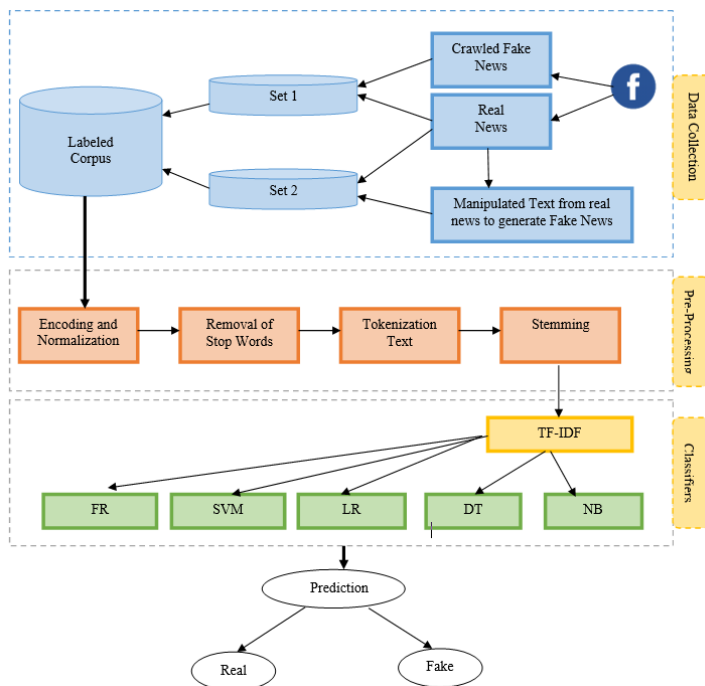 Crawled Fake
News
f
Set 1
Real
News
Labeled
Corpus
Set 2
Manipulated Text from real
news to generate Fake News
Data Collection
Encoding and
Normalization
Removal of
Stop Words
Tokenization
Text
Stemming
Pre-Processing
TF-IDF
FR
SVM
LR
DT
NB
Classifiers
Prediction
Real
Fake